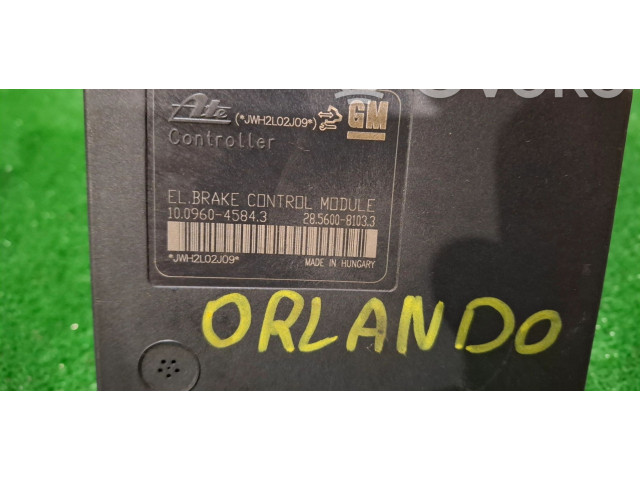 Ate (*JWH2L02J09*) GM
Controller
EL.BRAKE CONTROL MODULE
10.0960-4584.3 28.5600-8103.3
*JWH2L02J09* MADE IN HUNGARY
ORLANDO